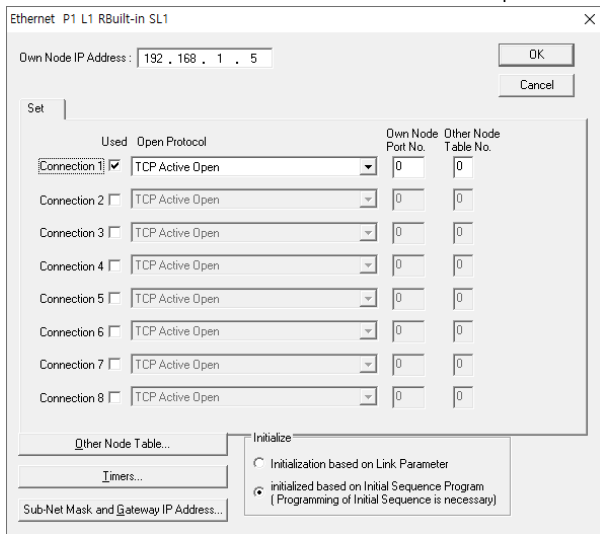 Ethernet P1 L1 RBuilt-in SL1
Own Node IP Address : 192 . 168 . 1 . 5
OK
Cancel
Set
Used Open Protocol Own Node Port No. Other Node Table No.
Connection 1 TCP Active Open 0 0
Connection 2 TCP Active Open 0 0
Connection 3 TCP Active Open 0 0
Connection 4 TCP Active Open 0 0
Connection 5 TCP Active Open 0 0
Connection 6 TCP Active Open 0 0
Connection 7 TCP Active Open 0 0
Connection 8 TCP Active Open 0 0
Other Node Table...
Timers...
Sub-Net Mask and Gateway IP Address...
Initialize
Initialization based on Link Parameter
initialized based on Initial Sequence Program
( Programming of Initial Sequence is necessary)